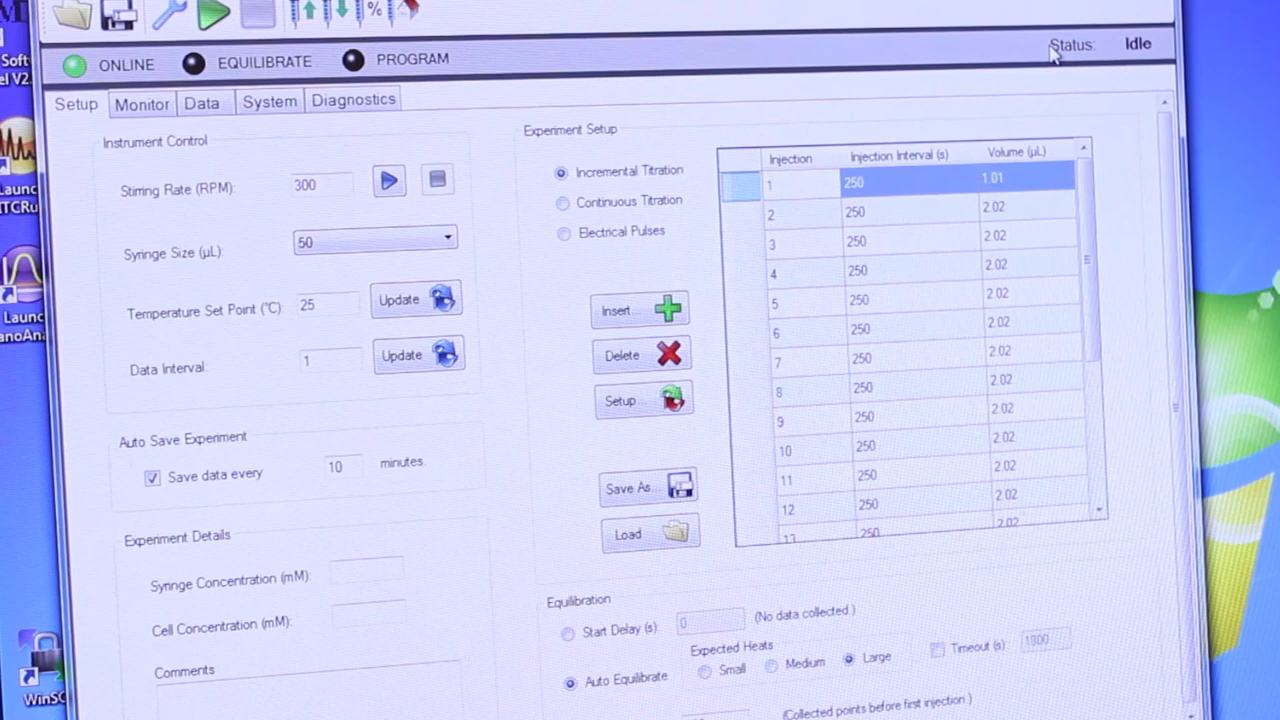 %
ONLINE EQUILIBRATE PROGRAM Status: Idle
Setup Monitor Data System Diagnostics
Instrument Control
Stirring Rate (RPM): 300
Syringe Size (µL): 50
Temperature Set Point (°C) 25 Update
Data Interval: 1 Update
Auto Save Experiment
Save data every 10 minutes.
Experiment Details
Syringe Concentration (mM):
Cell Concentration (mM):
Comments
Experiment Setup
Incremental Titration
Continuous Titration
Electrical Pulses
Insert...
Delete
Setup
Save As...
Load
Injection Injection Interval (s) Volume (µL)
1 250 1.01
2 250 2.02
3 250 2.02
4 250 2.02
5 250 2.02
6 250 2.02
7 250 2.02
8 250 2.02
9 250 2.02
10 250 2.02
11 250 2.02
12 250 2.02
13 250 2.02
Equilibration
Start Delay (s): 0 (No data collected.)
Expected Heats
Auto Equilibrate Small Medium Large Timeout (s) 1800
(Collected points before first injection.)
Soft
el V2.
Launc
ITCRu
Launc
anoAna
WinSC